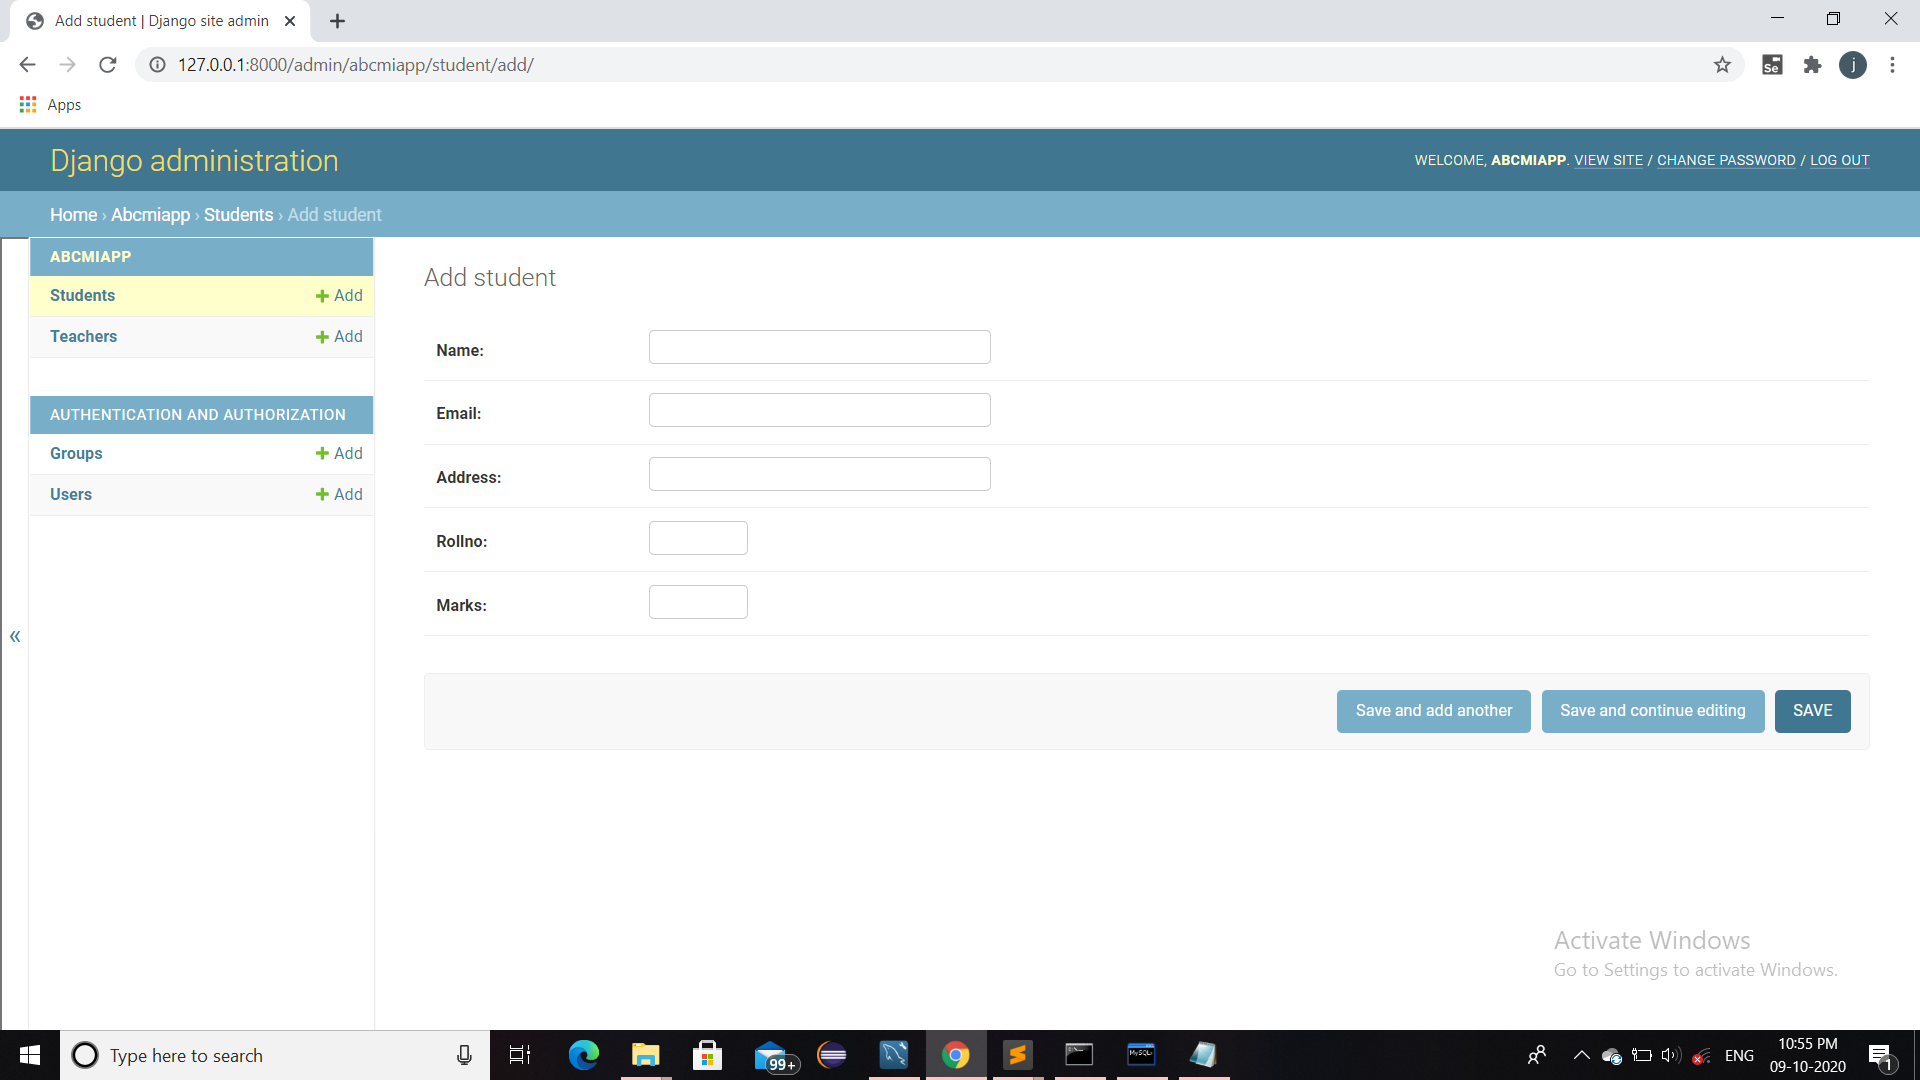 Add student | Django site admin
127.0.0.1:8000/admin/abcmiapp/student/add/
Se
j
Apps
Django administration
WELCOME, ABCMIAPP. VIEW SITE / CHANGE PASSWORD / LOG OUT
Home › Abcmiapp › Students › Add student
ABCMIAPP
Students + Add
Teachers + Add
AUTHENTICATION AND AUTHORIZATION
Groups + Add
Users + Add
«
Add student
Name:
Email:
Address:
Rollno:
Marks:
Save and add another
Save and continue editing
SAVE
Activate Windows
Go to Settings to activate Windows.
Type here to search
99+
MySQL
ENG
10:55 PM
09-10-2020
1